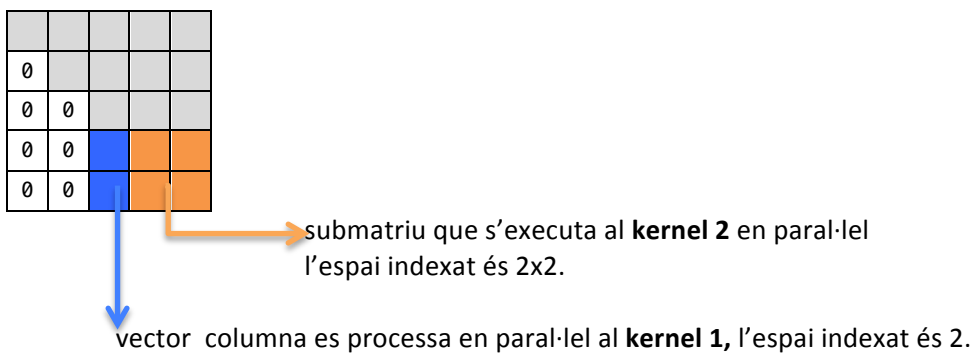 0
0 0
0 0
0 0
submatriu que s’executa al kernel 2 en paral·lel
l’espai indexat és 2x2.
vector columna es processa en paral·lel al kernel 1, l’espai indexat és 2.